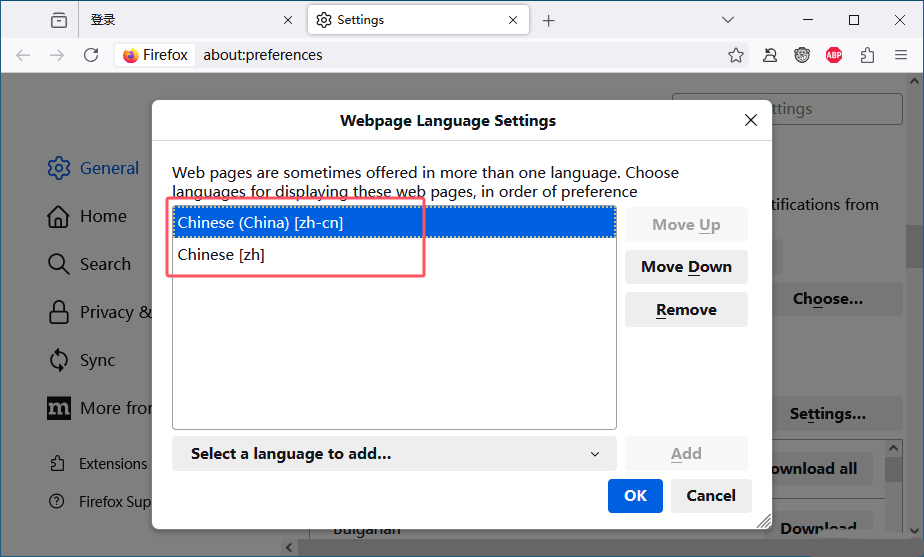 登录
Settings
Firefox
about:preferences
ABP
ttings
Webpage Language Settings
Web pages are sometimes offered in more than one language. Choose
languages for displaying these web pages, in order of preference
Chinese (China) [zh-cn]
Chinese [zh]
Move Up
Move Down
Remove
Select a language to add...
Add
OK
Cancel
General
Home
Search
Privacy &
Sync
More fror
Extensions
Firefox Sup
tifications from
Choose...
Settings...
ownload all
Download
Bulgarian